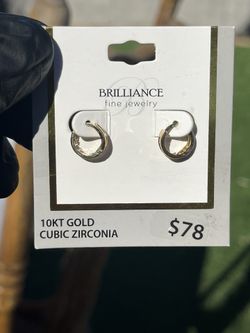 BRILLIANCE
fine jewelry
10KT GOLD
CUBIC ZIRCONIA
$78